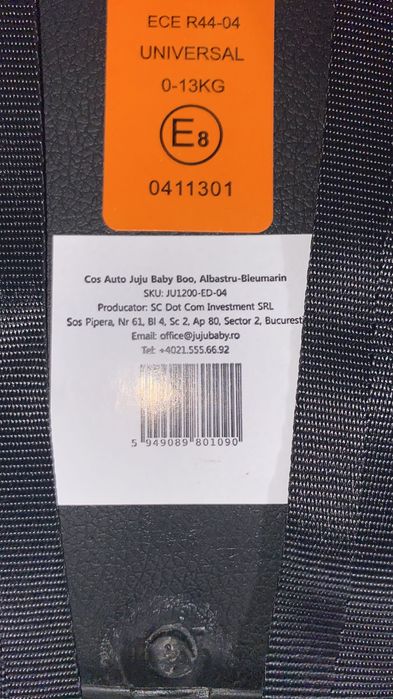 ECE R44-04
UNIVERSAL
0-13KG
E8
0411301
Cos Auto Juju Baby Boo, Albastru-Bleumarin
SKU: JU1200-ED-04
Producator: SC Dot Com Investment SRL
Sos Pipera, Nr 61, Bl 4, Sc 2, Ap 80, Sector 2, Bucurest
Email: office@jujubaby.ro
Tel: +4021.555.66.92
5 949089 801090